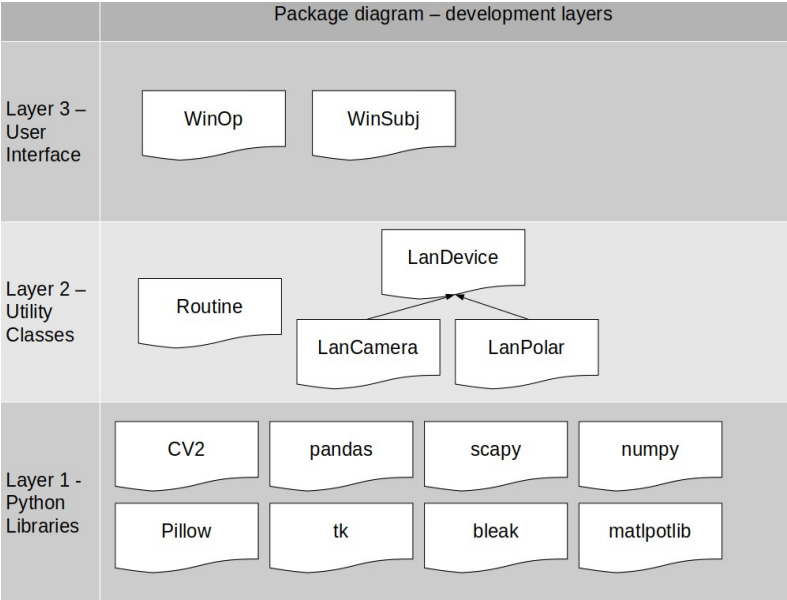 Package diagram – development layers
Layer 3 –
User
Interface
WinOp
WinSubj
Layer 2 –
Utility
Classes
LanDevice
Routine
LanCamera
LanPolar
Layer 1 -
Python
Libraries
CV2
pandas
scapy
numpy
Pillow
tk
bleak
matlpotlib